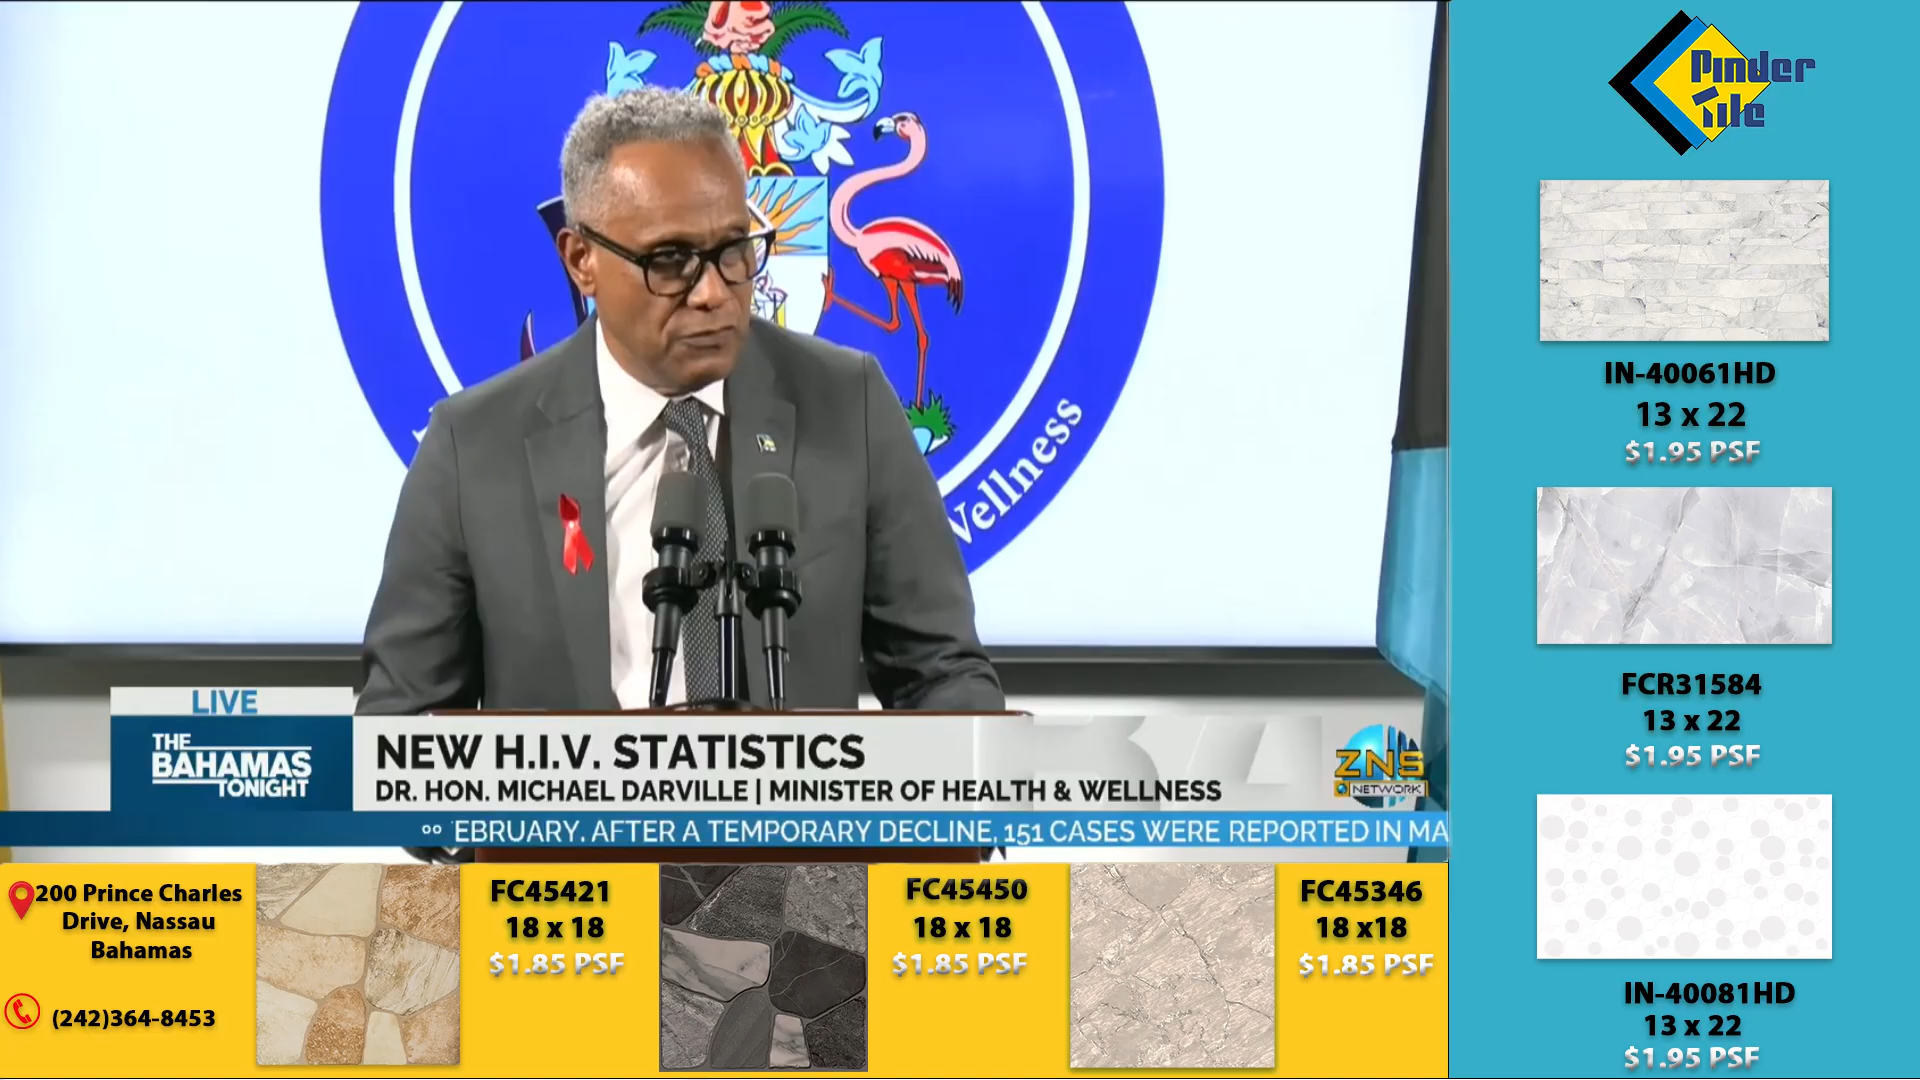 Wellness
LIVE
THE
BAHAMAS
TONIGHT
NEW H.I.V. STATISTICS
DR. HON. MICHAEL DARVILLE | MINISTER OF HEALTH & WELLNESS
ZNS
NETWORK
EBRUARY. AFTER A TEMPORARY DECLINE, 151 CASES WERE REPORTED IN MA
200 Prince Charles
Drive, Nassau
Bahamas
(242)364-8453
FC45421
18 x 18
$1.85 PSF
FC45450
18 x 18
$1.85 PSF
FC45346
18 x18
$1.85 PSF
Pinder
Tile
IN-40061HD
13 x 22
$1.95 PSF
FCR31584
13 x 22
$1.95 PSF
IN-40081HD
13 x 22
$1.95 PSF